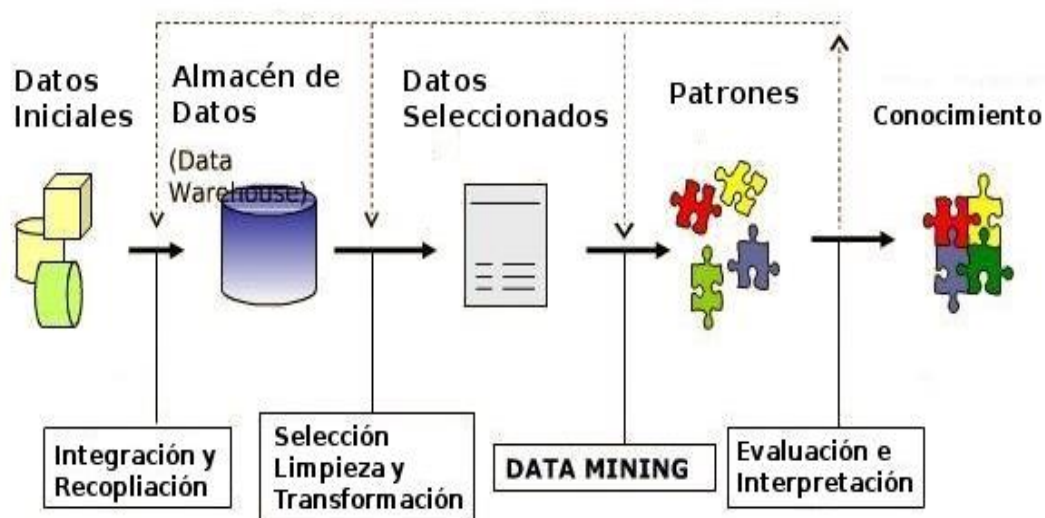 Datos
Iniciales
Almacén de
Datos
(Data
Warehouse)
Datos
Seleccionados
Patrones
Conocimiento
Integración y
Recopliación
Selección
Limpieza y
Transformación
DATA MINING
Evaluación e
Interpretación